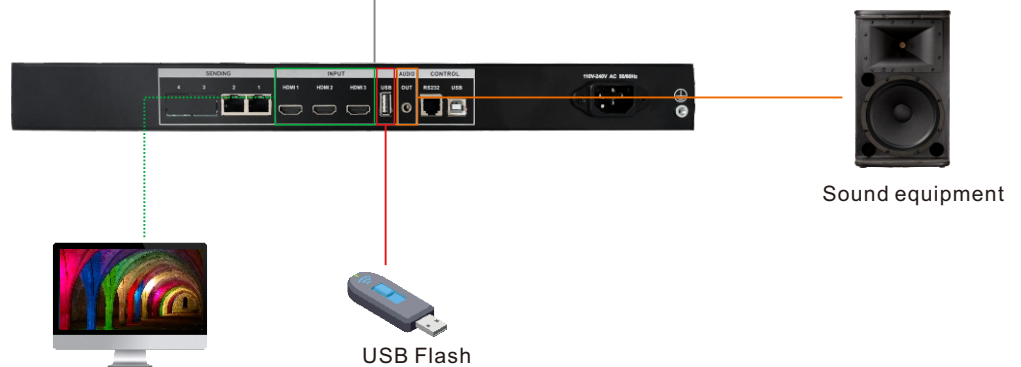 SENDING
INPUT
AUDIO
CONTROL
4 3 2 1
HDMI 1 HDMI 2 HDMI 3 USB OUT RS232 USB
110V-240V AC 50/60Hz
Sound equipment
USB Flash